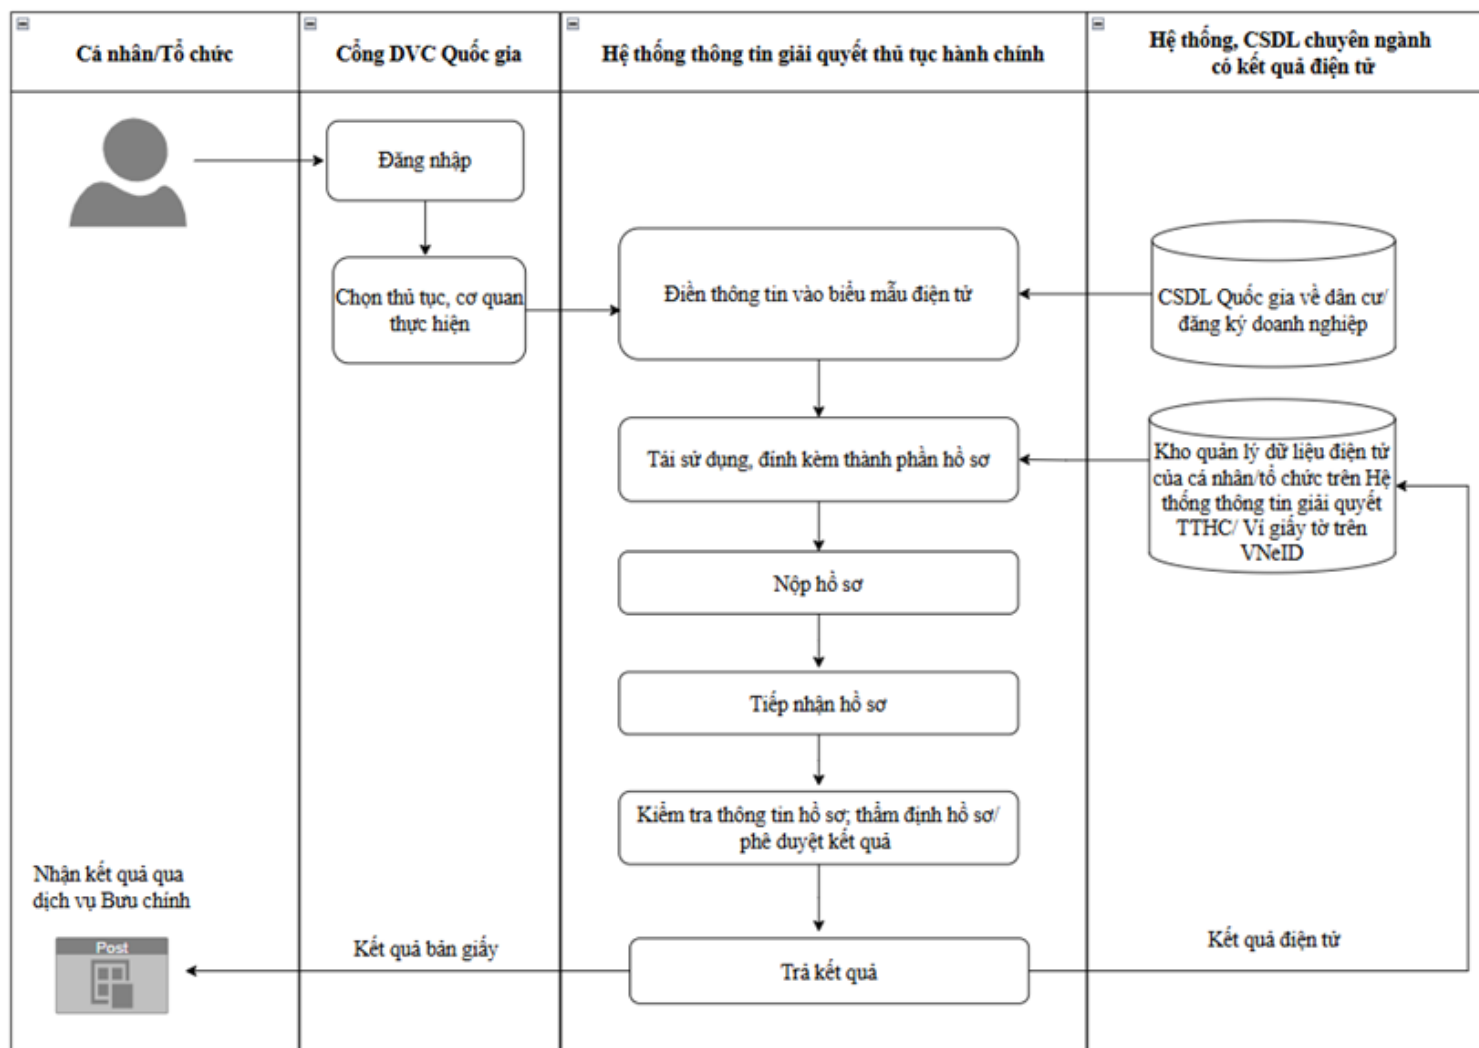 Cá nhân/Tổ chức
Cổng DVC Quốc gia
Hệ thống thông tin giải quyết thủ tục hành chính
Hệ thống, CSDL chuyên ngành
có kết quả điện tử
Đăng nhập
Chọn thủ tục, cơ quan
thực hiện
Điền thông tin vào biểu mẫu điện tử
CSDL Quốc gia về dân cư/
đăng ký doanh nghiệp
Tái sử dụng, đính kèm thành phần hồ sơ
Kho quản lý dữ liệu điện tử
của cá nhân/tổ chức trên Hệ
thống thông tin giải quyết
TTHC/ Ví giấy tờ trên
VNeID
Nộp hồ sơ
Tiếp nhận hồ sơ
Kiểm tra thông tin hồ sơ; thẩm định hồ sơ/
phê duyệt kết quả
Nhận kết quả qua
dịch vụ Bưu chính
Post
Kết quả bản giấy
Trả kết quả
Kết quả điện tử